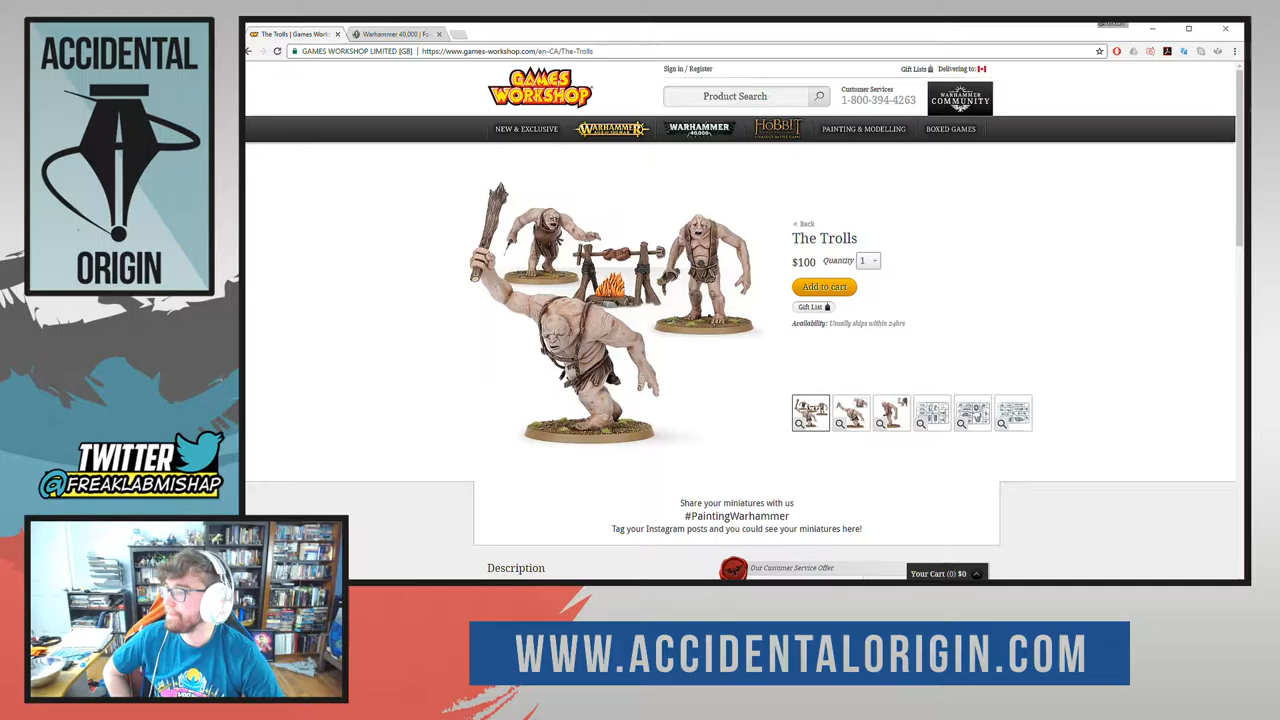 ACCIDENTAL
ORIGIN
TWITTER
@FREAKLABMISHAP
The Trolls | Games Work
Warhammer 40,000 | Fo
GAMES WORKSHOP LIMITED [GB]
https://www.games-workshop.com/en-CA/The-Trolls
GAMES WORKSHOP
Sign in / Register
Gift Lists
Delivering to:
Product Search
Customer Services
1-800-394-4263
WARHAMMER COMMUNITY
NEW & EXCLUSIVE
WARHAMMER
WARHAMMER 40,000
THE HOBBIT
PAINTING & MODELLING
BOXED GAMES
< Back
The Trolls
$100 Quantity 1
Add to cart
Gift List
Availability: Usually ships within 24hrs
Share your miniatures with us
#PaintingWarhammer
Tag your Instagram posts and you could see your miniatures here!
Description
Our Customer Service Offer
Your Cart (0) $0
WWW.ACCIDENTALORIGIN.COM